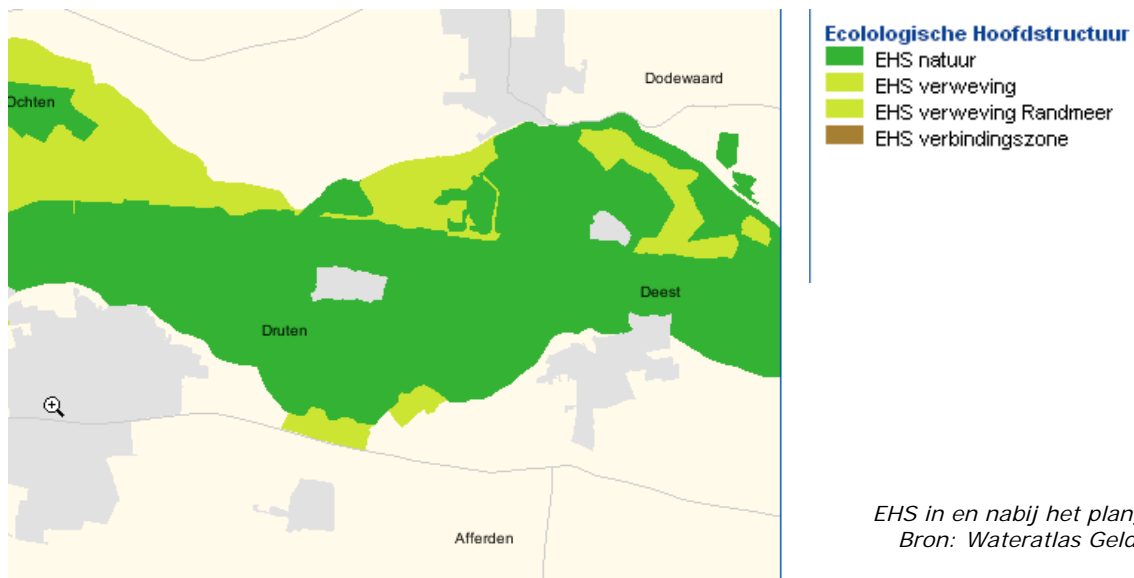 Ecolologische Hoofdstructuur
EHS natuur
EHS verweving
EHS verweving Randmeer
EHS verbindingszone
Dodewaard
Ochten
Deest
Druten
Afferden
EHS in en nabij het plan
Bron: Wateratlas Geld